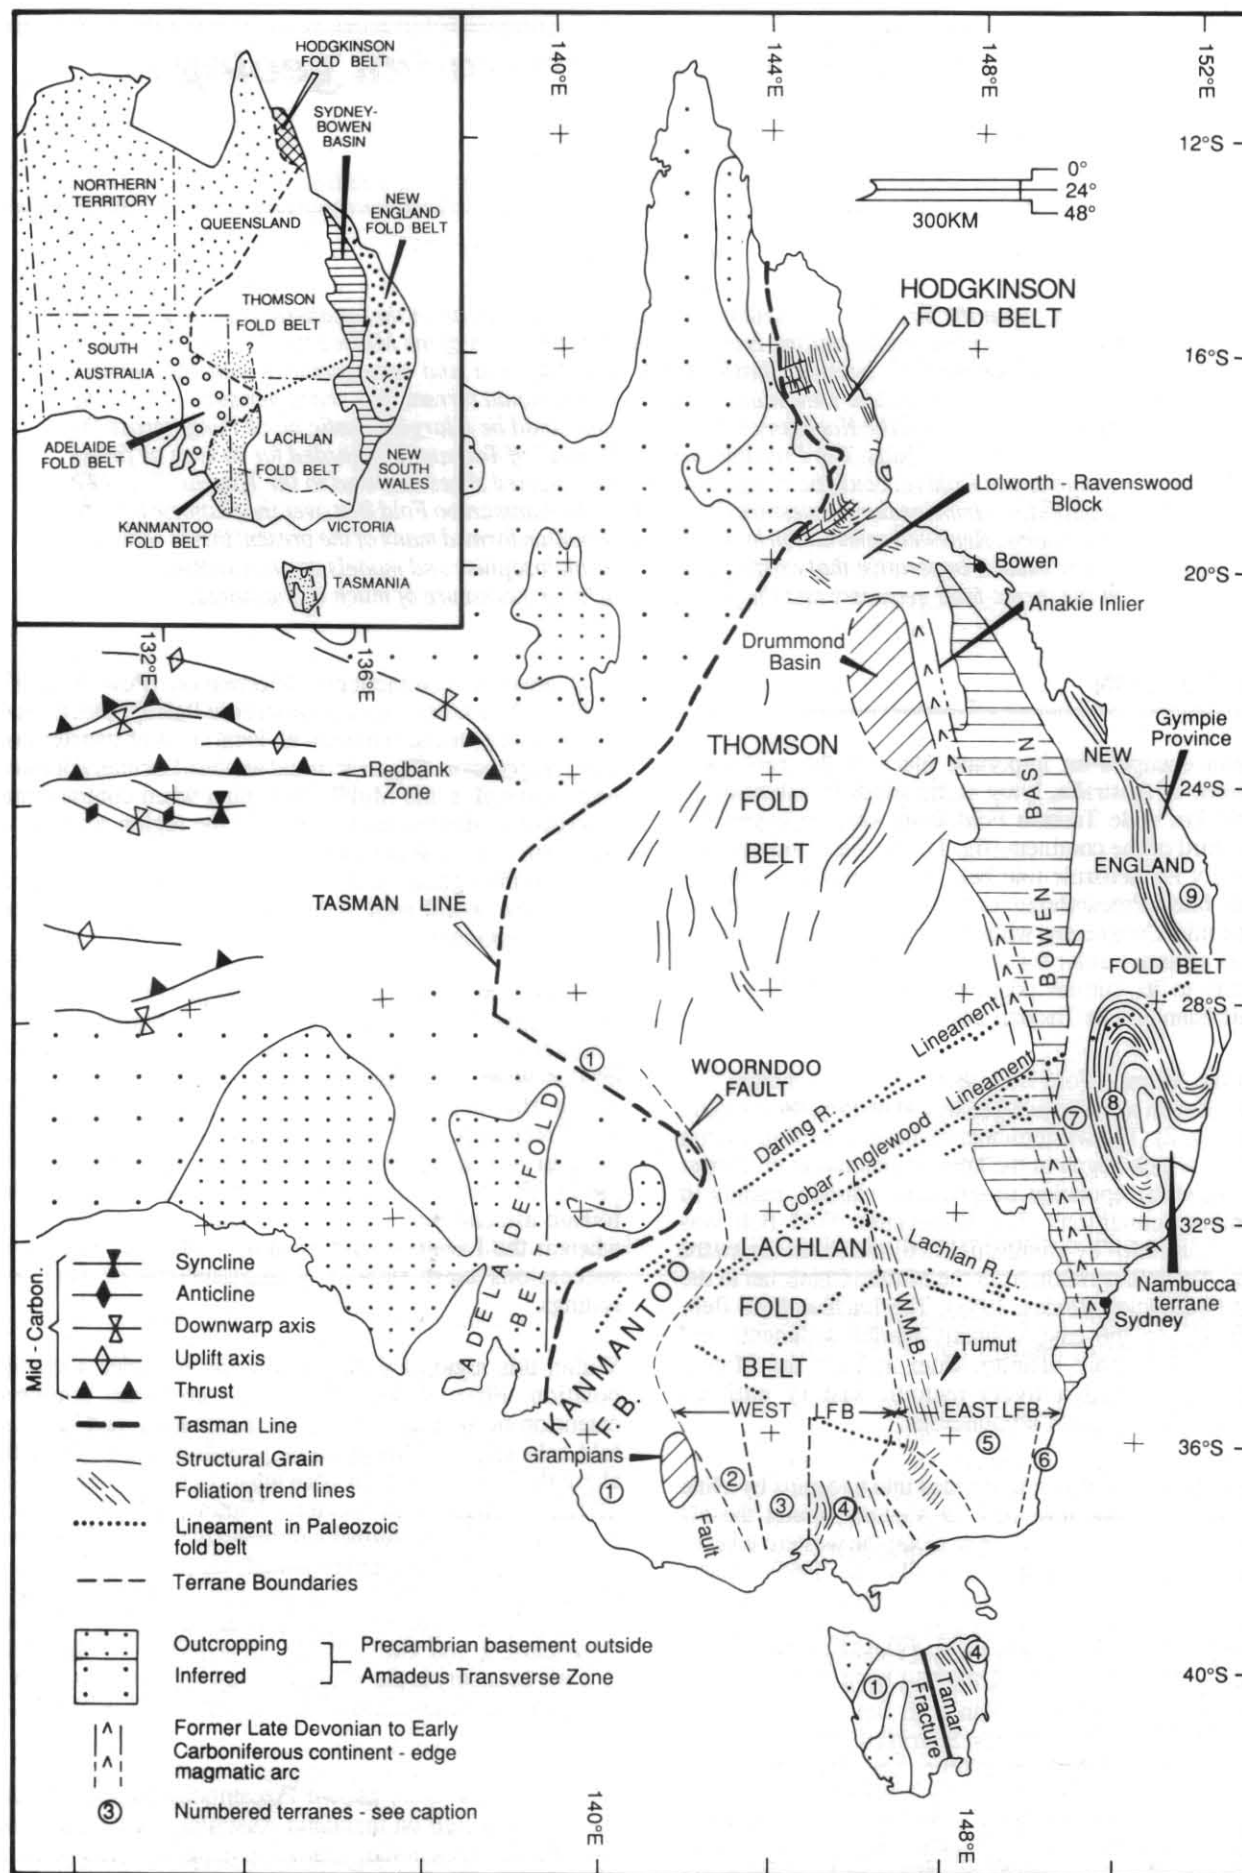 HODGKINSON
FOLD BELT
SYDNEY-
BOWEN
BASIN
NORTHERN
TERRITORY
QUEENSLAND
NEW
ENGLAND
FOLD BELT
THOMSON
FOLD BELT
?
SOUTH
AUSTRALIA
ADELAIDE
FOLD BELT
LACHLAN
FOLD BELT
NEW
SOUTH
WALES
KANMANTOO
FOLD BELT
VICTORIA
TASMANIA
140°E
144°E
148°E
152°E
12°S
0°
24°
48°
300KM
HODGKINSON
FOLD BELT
16°S
Lolworth - Ravenswood
Block
Bowen
20°S
Anakie Inlier
Drummond
Basin
132°E
136°E
Redbank
Zone
THOMSON
FOLD
BELT
BOWEN BASIN
Gympie
Province
24°S
NEW
ENGLAND
9
FOLD BELT
28°S
TASMAN LINE
1
WOORNDOO
FAULT
Lineament
Darling R.
Lineament
Cobar - Inglewood
7
8
ADELAIDE FOLD
BELT
32°S
LACHLAN
Lachlan R.
Nambucca
terrane
Sydney
FOLD
W.M.B.
BELT
Tumut
KANMANTOO
F.B.
WEST LFB
EAST LFB
Grampians
36°S
1
2
3
4
5
6
Fault
Mid - Carbon.
Syncline
Anticline
Downwarp axis
Uplift axis
Thrust
Tasman Line
Structural Grain
Foliation trend lines
Lineament in Paleozoic
fold belt
Terrane Boundaries
Outcropping
Inferred
Precambrian basement outside
Amadeus Transverse Zone
Former Late Devonian to Early
Carboniferous continent - edge
magmatic arc
3 Numbered terranes - see caption
4
1
Tamar
Fracture
40°S
140°E
148°E